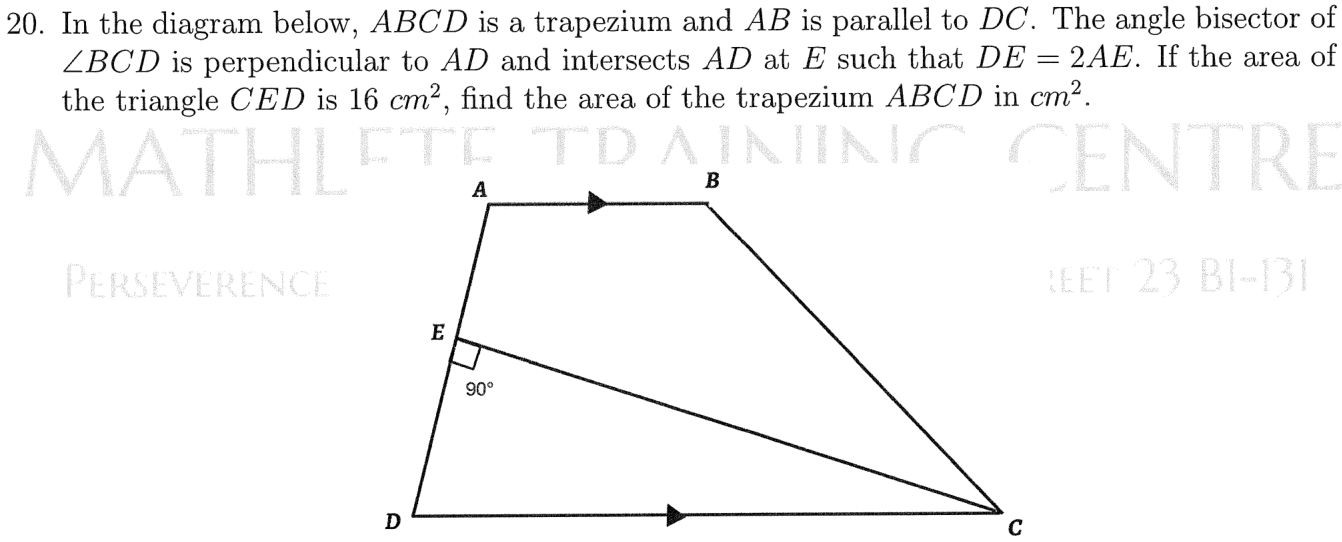 20. In the diagram below, ABCD is a trapezium and AB is parallel to DC. The angle bisector of
∠BCD is perpendicular to AD and intersects AD at E such that DE = 2AE. If the area of
the triangle CED is 16 cm², find the area of the trapezium ABCD in cm².
MATHLETE TRAINING CENTRE
A
B
PERSEVERENCE
23 B1-131
E
90°
D
C